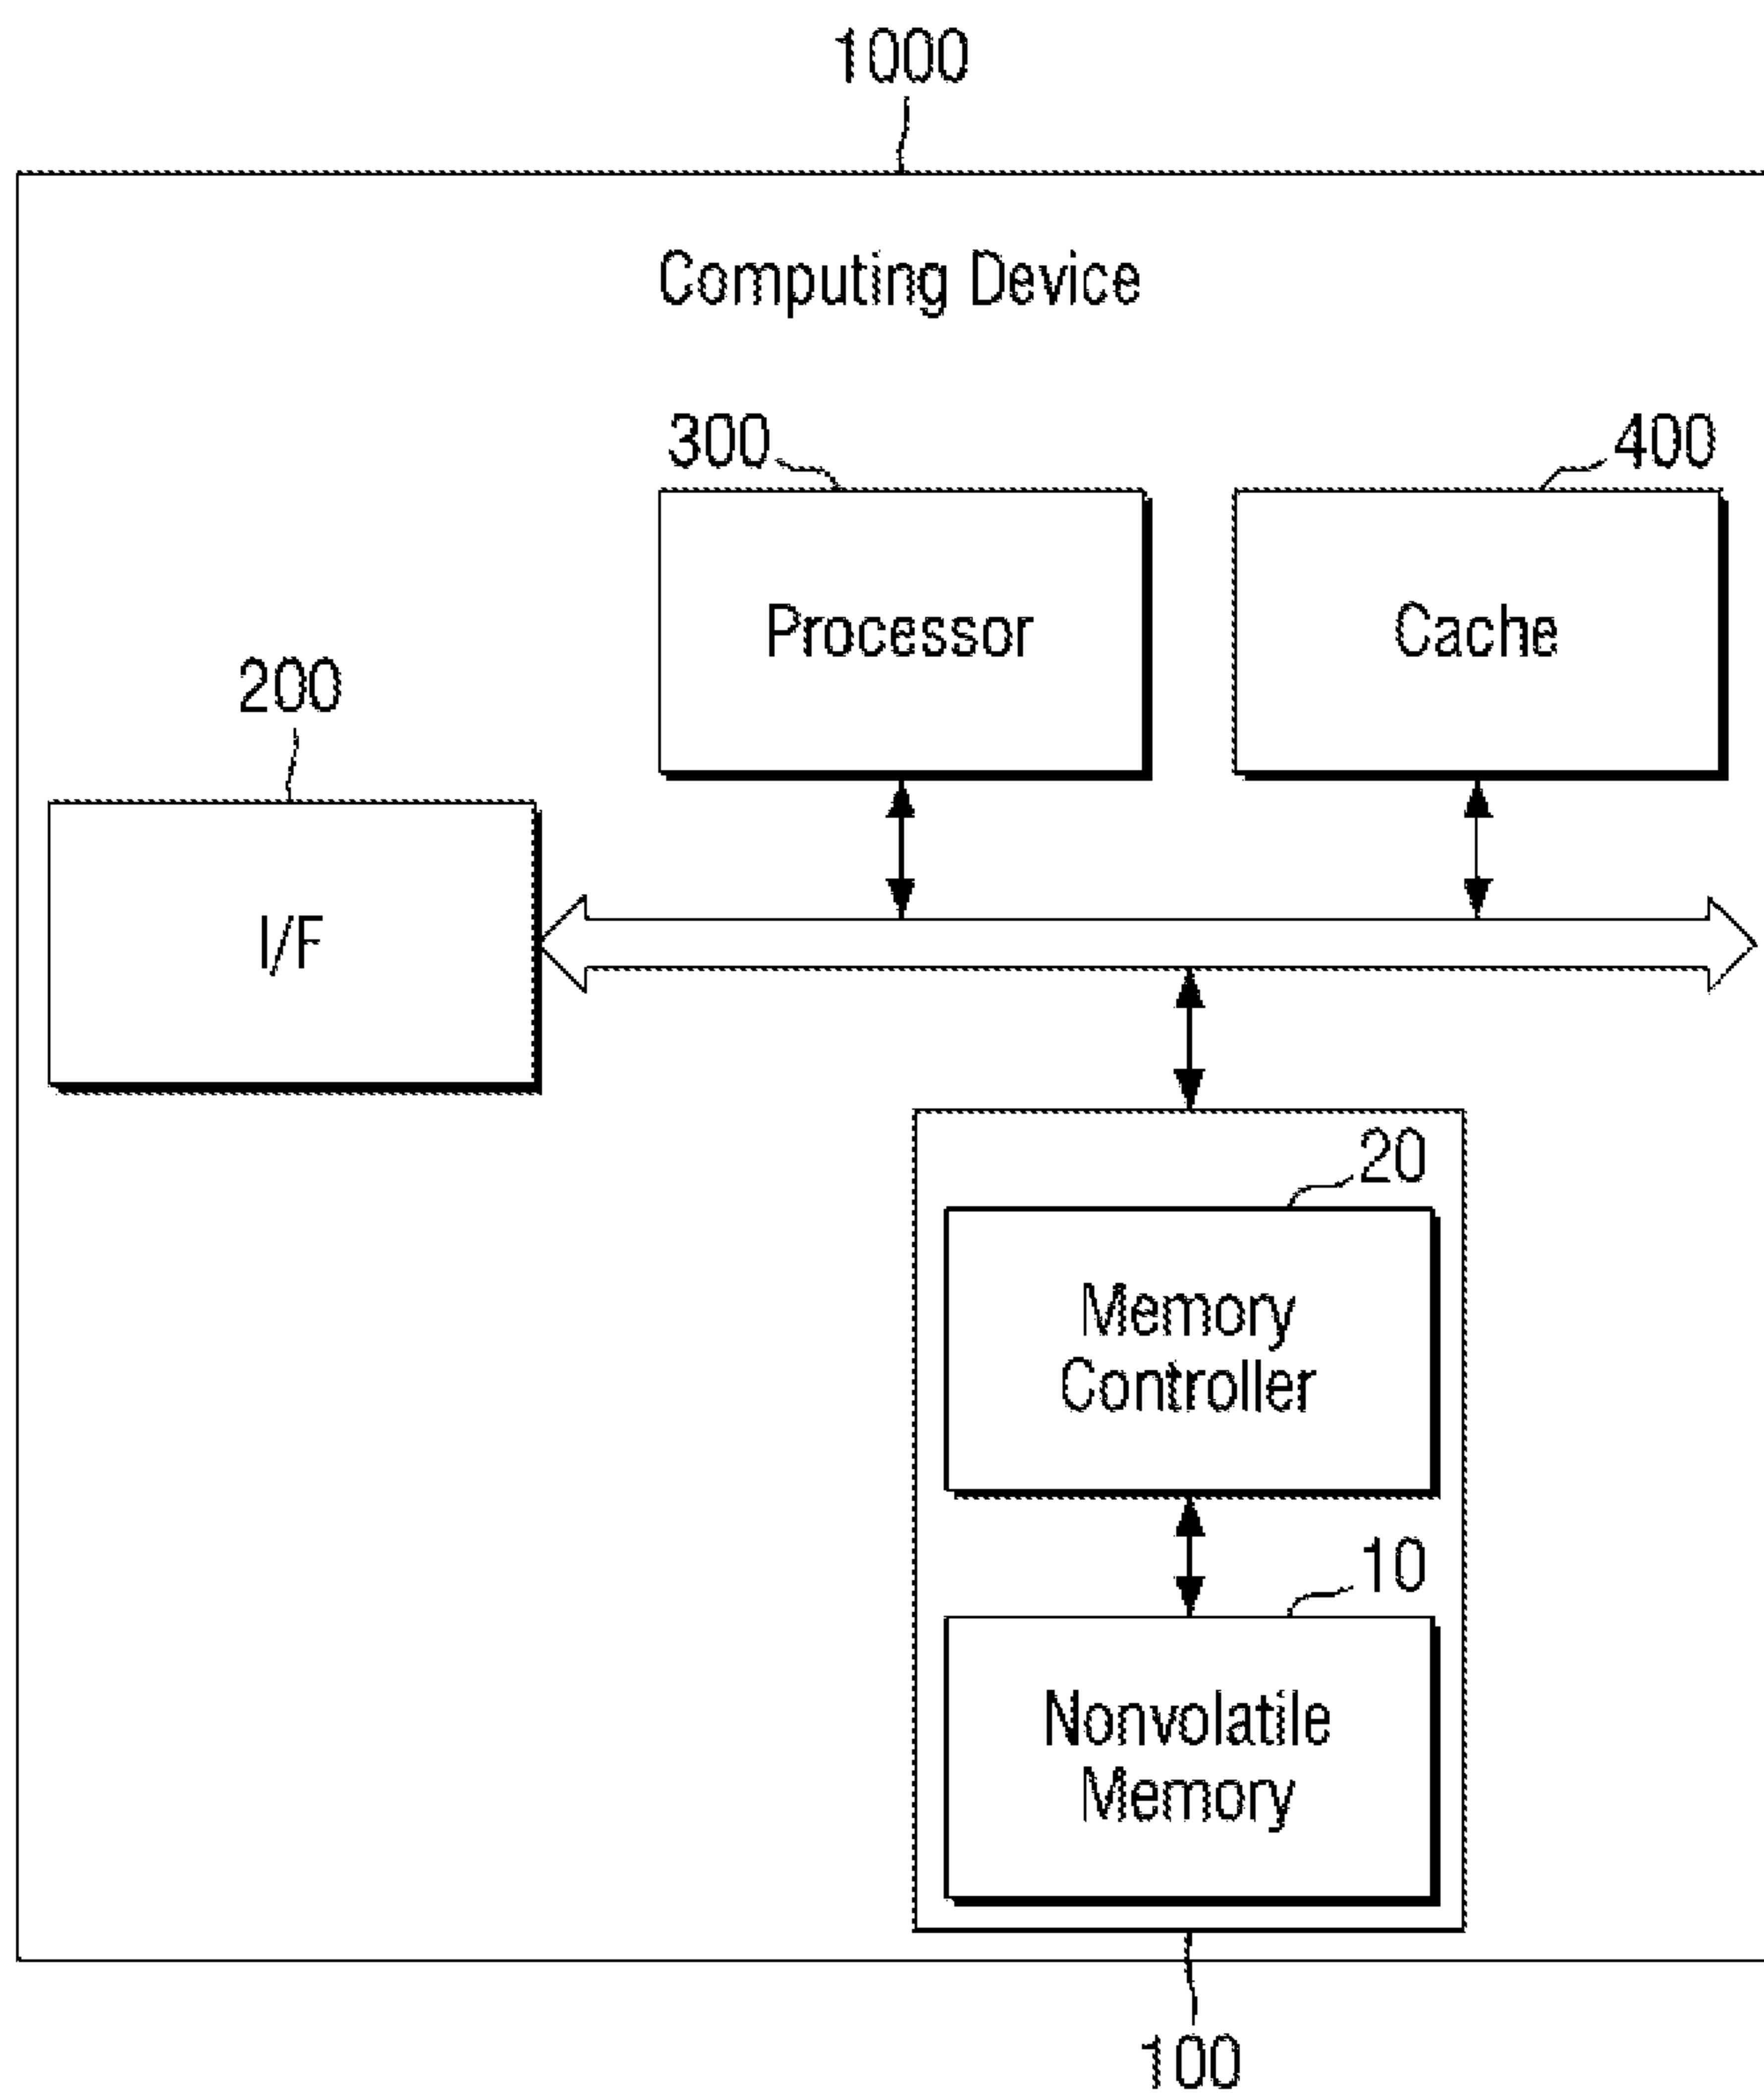 1000
Computing Device
300
400
Processor
Cache
200
I/F
20
Memory
Controller
10
Nonvolatile
Memory
100